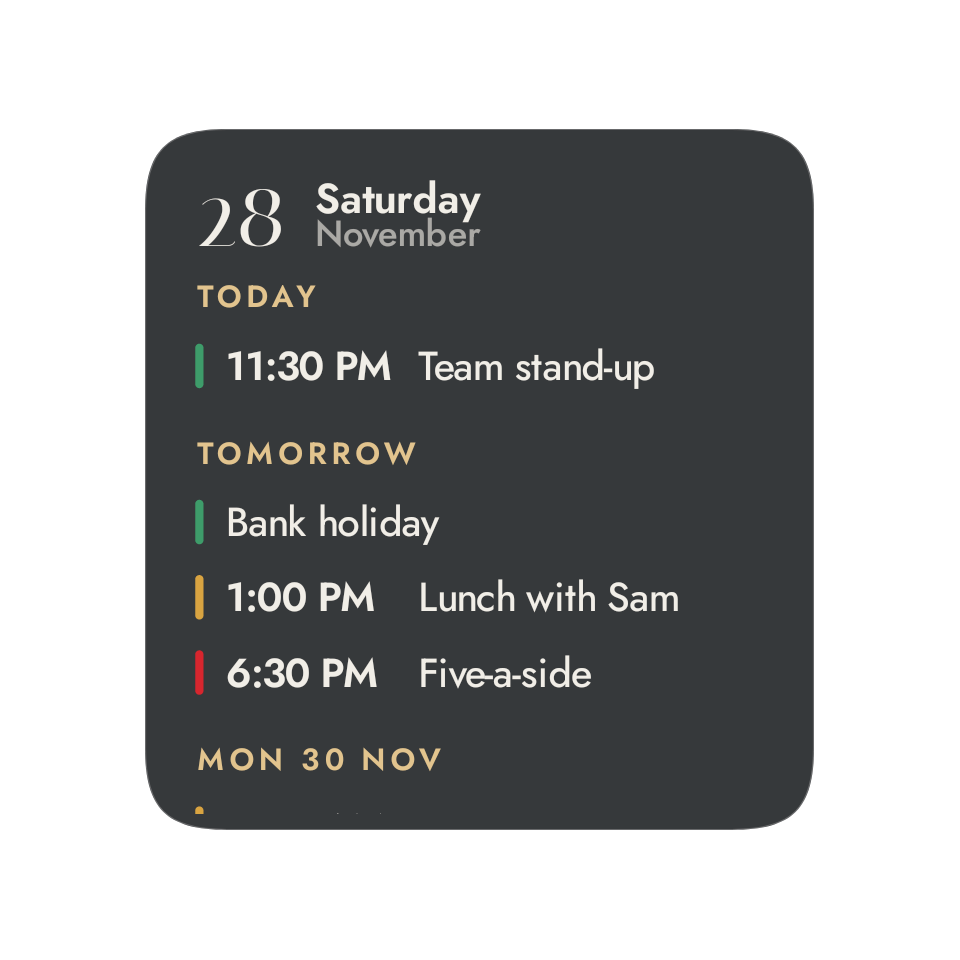 28 Saturday
November
TODAY
11:30 PM Team stand-up
TOMORROW
Bank holiday
1:00 PM Lunch with Sam
6:30 PM Five-a-side
MON 30 NOV